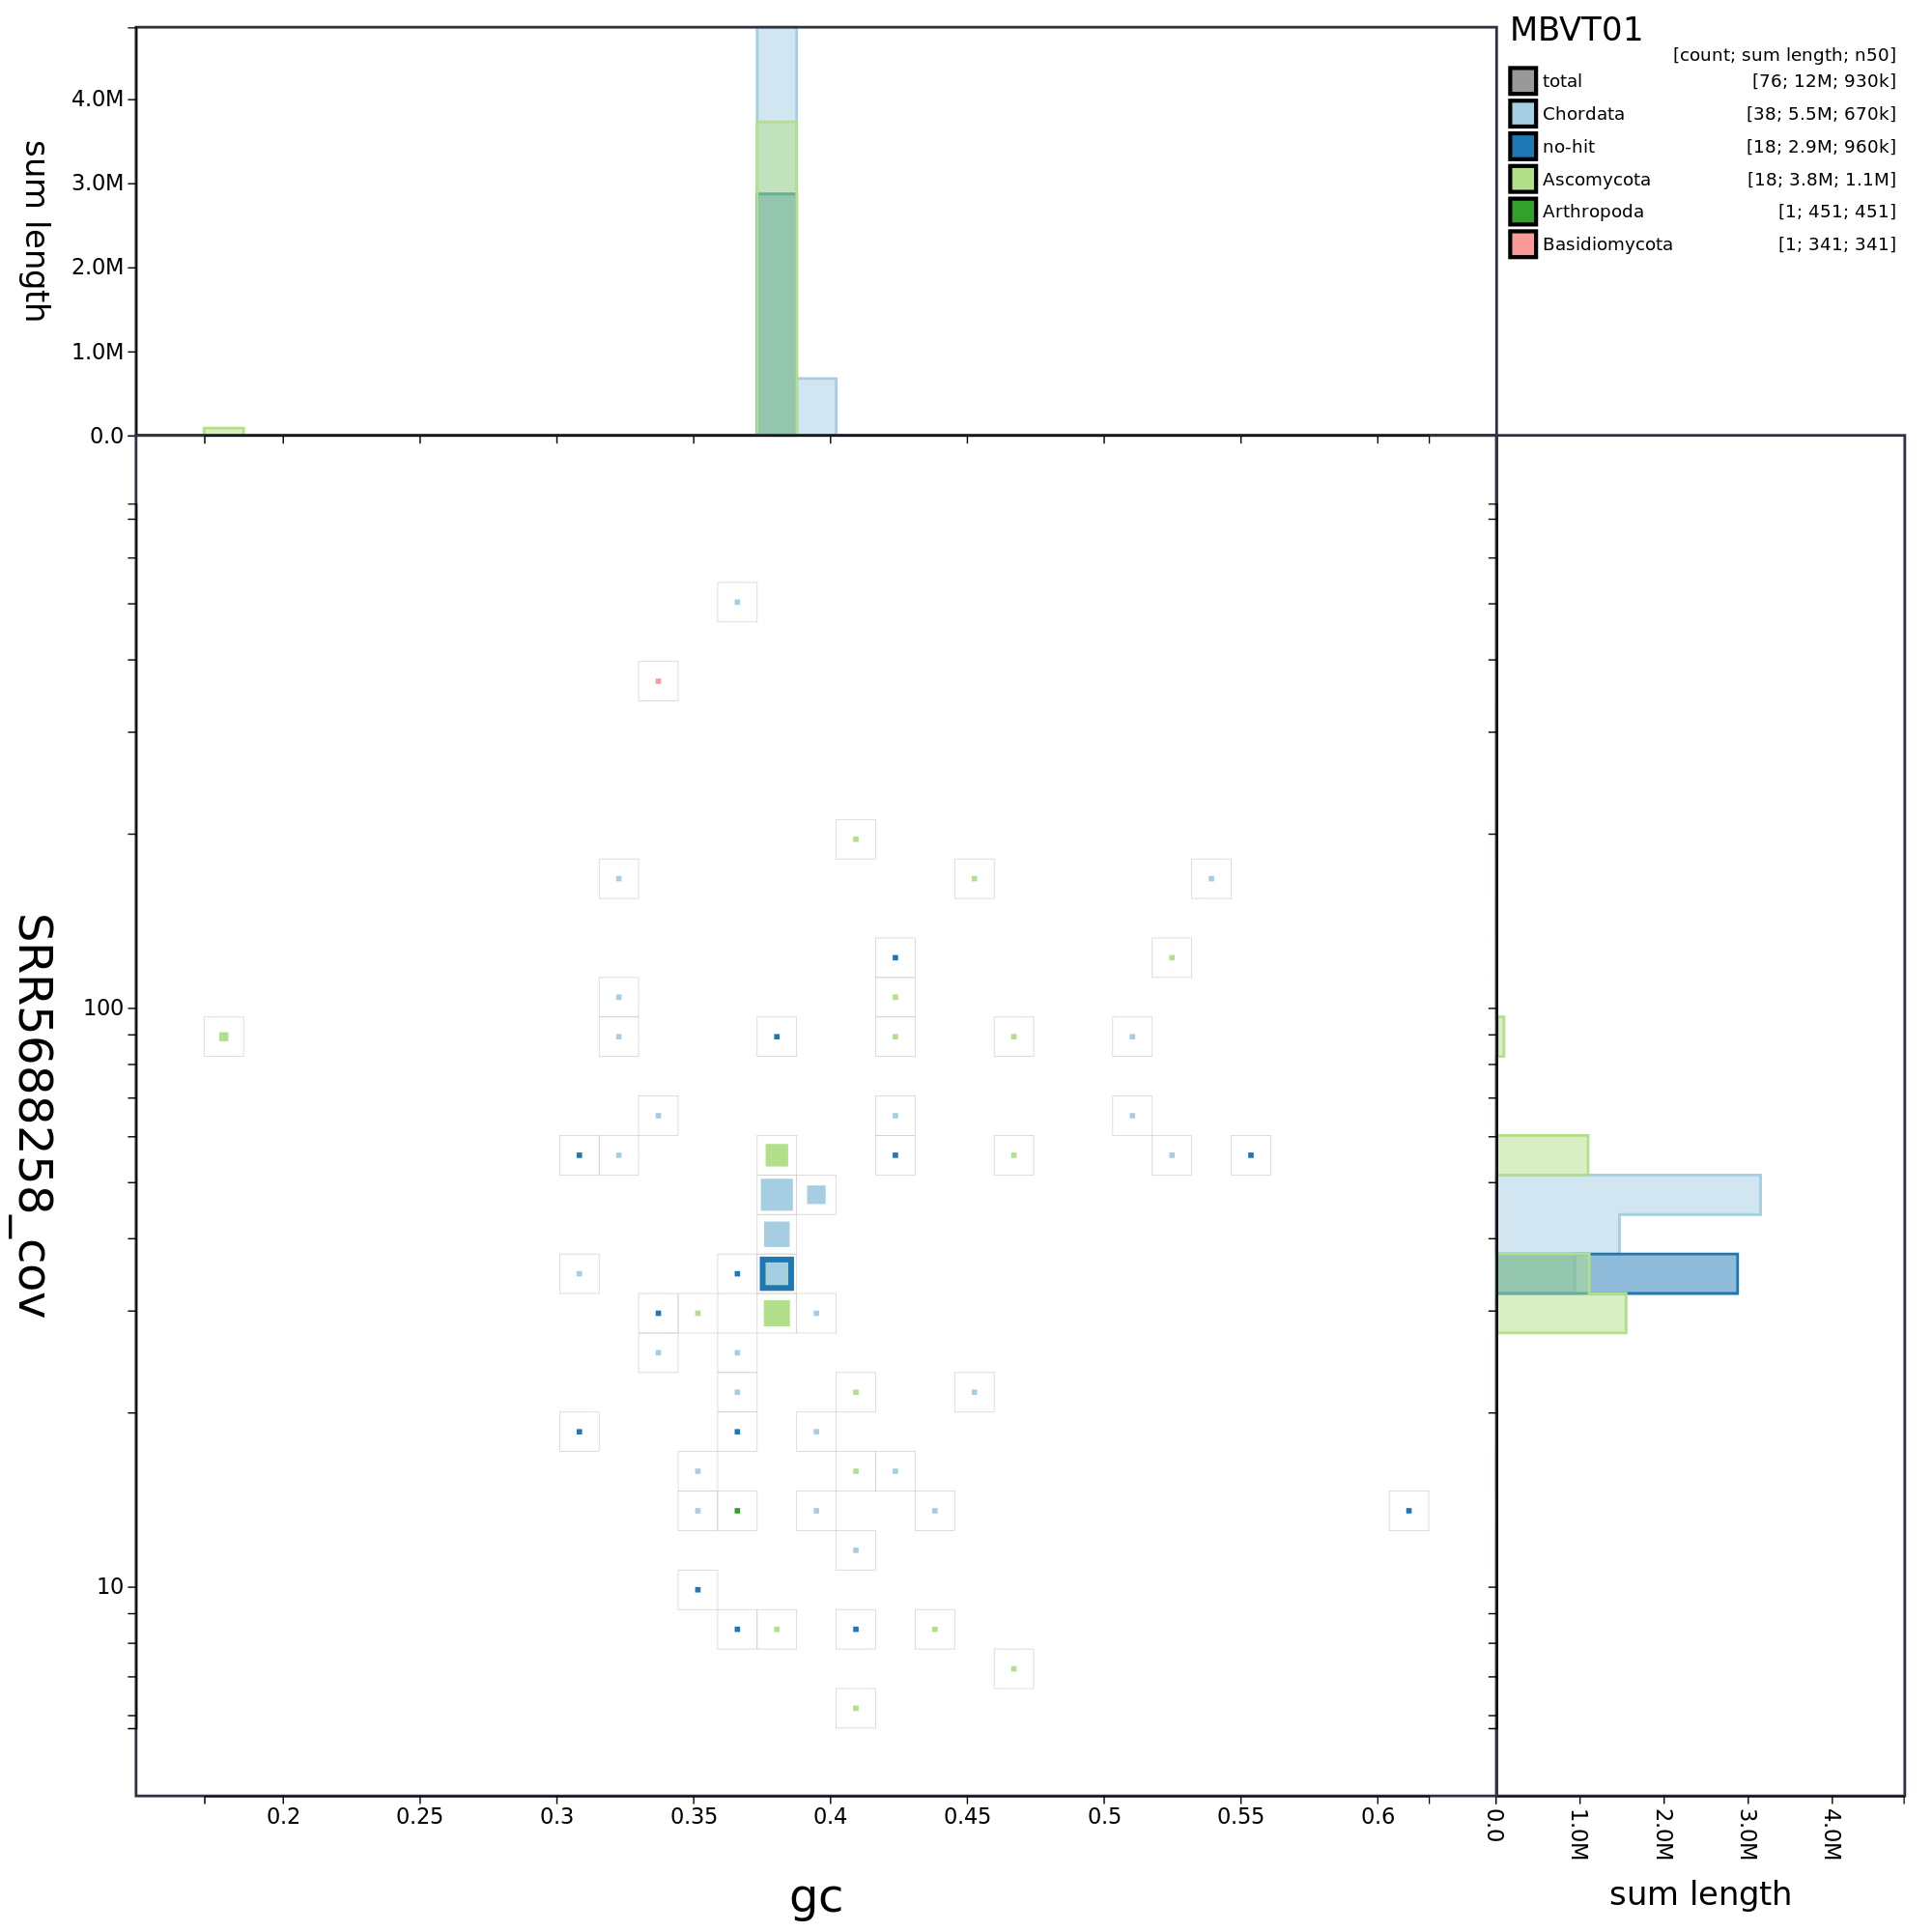 MBVT01
[count; sum length; n50]
total [76; 12M; 930k]
Chordata [38; 5.5M; 670k]
no-hit [18; 2.9M; 960k]
Ascomycota [18; 3.8M; 1.1M]
Arthropoda [1; 451; 451]
Basidiomycota [1; 341; 341]
sum length
4.0M
3.0M
2.0M
1.0M
0.0
SRR5688258_cov
100
10
0.2 0.25 0.3 0.35 0.4 0.45 0.5 0.55 0.6
gc
0.0 1.0M 2.0M 3.0M 4.0M
sum length